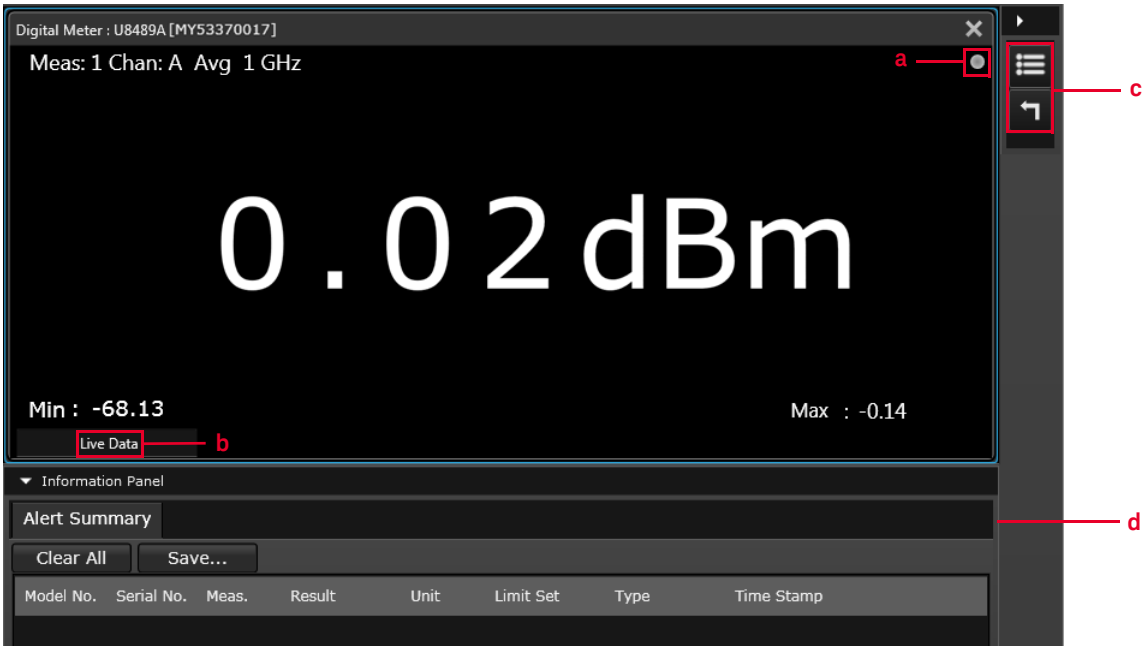 Digital Meter : U8489A [MY53370017]
Meas: 1 Chan: A Avg 1 GHz
a
c
0.02dBm
Min : -68.13
Max : -0.14
Live Data
b
Information Panel
Alert Summary
d
Clear All Save...
Model No. Serial No. Meas. Result Unit Limit Set Type Time Stamp